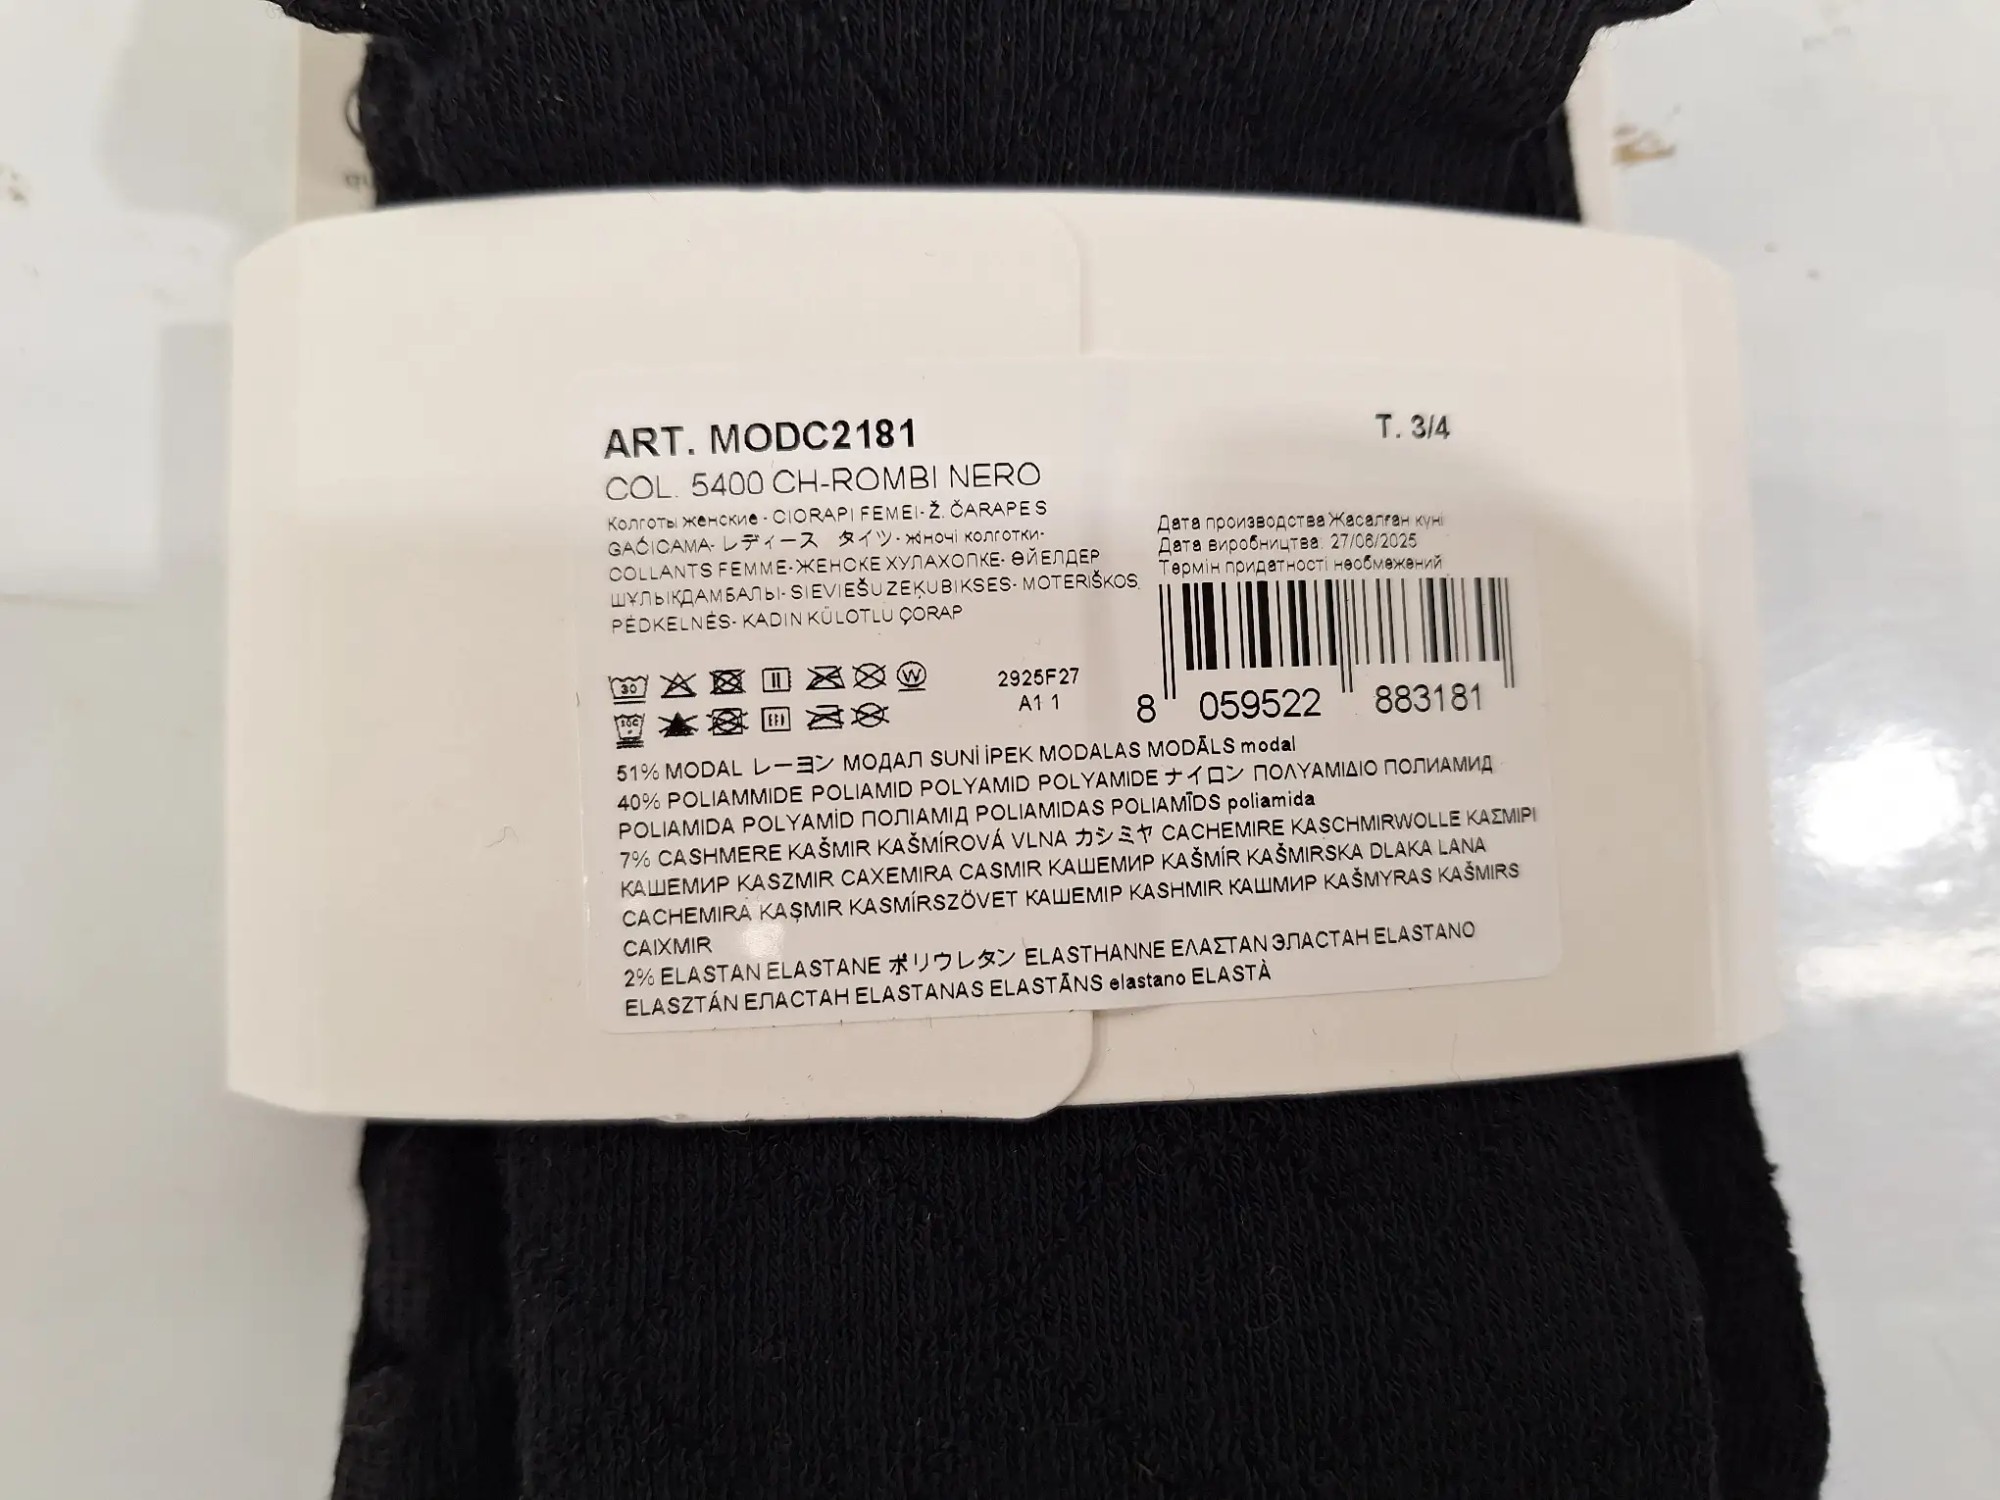 ART. MODC2181
T. 3/4
COL. 5400 CH-ROMBI NERO
Колготы женские - CIORAPI FEMEI- Ž. ČARAPE S
GAĆICAMA- レディース タイツ- жіночі колготки-
COLLANTS FEMME-ЖЕНСКЕ ХУЛАХОПКЕ- ӨЙЕЛДЕР
ШҰЛЫКДАМБАЛЫ- SIEVIEŠU ZEĶUBIKSES- MOTERIŠKOS
PĖDKELNĖS- KADIN KÜLOTLU ÇORAP
Дата производства Жасалған күні
Дата виробництва: 27/06/2025
Термін придатності необмежений
30 W
30C
2925F27
A1 1
8 059522 883181
51% MODAL レーヨン МОДАЛ SUNİ İPEK MODALAS MODĀLS modal
40% POLIAMMIDE POLIAMID POLYAMID POLYAMIDE ナイロン ΠΟΛΥΑΜΙΔΙΟ ПОЛИАМИД
POLIAMIDA POLYAMİD ПОЛІАМІД POLIAMIDAS POLIAMĪDS poliamida
7% CASHMERE KAŠMIR KAŠMÍROVÁ VLNA カシミヤ CACHEMIRE KASCHMIRWOLLE ΚΑΣΜΙΡΙ
КАШЕМИР KASZMIR CAXEMIRA CASMIR КАШЕМИР KAŠMÍR KAŠMIRSKA DLAKA LANA
CACHEMIRA KAŞMIR KASMÍRSZÖVET КАШЕМІР KASHMIR КАШМИР KAŠMYRAS KAŠMIRS
CAIXMIR
2% ELASTAN ELASTANE ポリウレタン ELASTHANNE ΕΛΑΣΤΑΝ ЭЛАСТАН ELASTANO
ELASZTÁN ЕЛАСТАН ELASTANAS ELASTĀNS elastano ELASTÀ